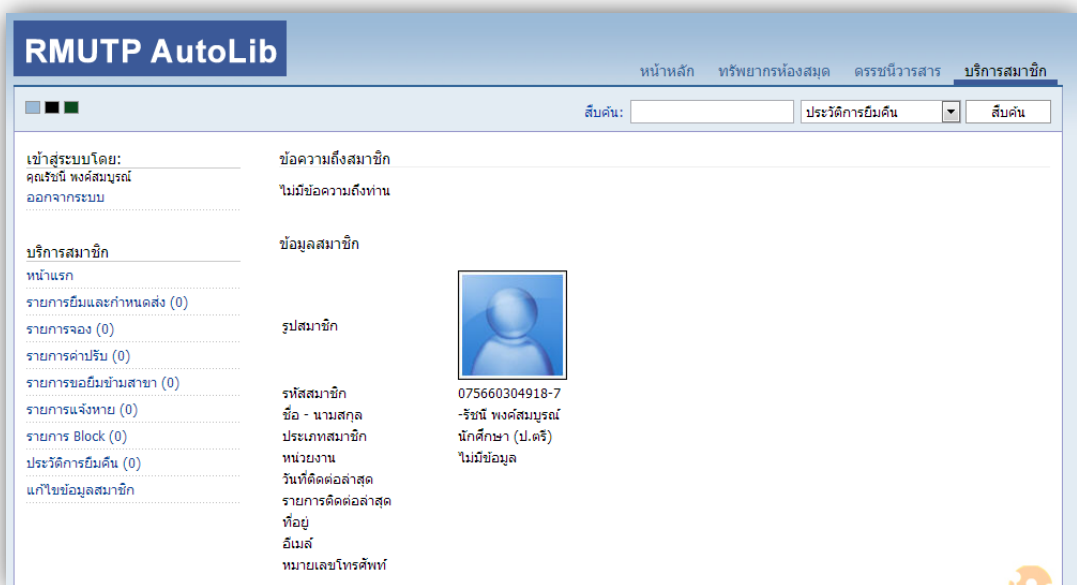 RMUTP AutoLib
หน้าหลัก ทรัพยากรห้องสมุด ดรรชนีวารสาร บริการสมาชิก
สืบค้น: ประวัติการยืมคืน สืบค้น
เข้าสู่ระบบโดย:
คุณรัชนี พงค์สมบูรณ์
ออกจากระบบ
บริการสมาชิก
หน้าแรก
รายการยืมและกำหนดส่ง (0)
รายการจอง (0)
รายการค่าปรับ (0)
รายการขอยืมข้ามสาขา (0)
รายการแจ้งหาย (0)
รายการ Block (0)
ประวัติการยืมคืน (0)
แก้ไขข้อมูลสมาชิก
ข้อความถึงสมาชิก
ไม่มีข้อความถึงท่าน
ข้อมูลสมาชิก
รูปสมาชิก
รหัสสมาชิก 075660304918-7
ชื่อ - นามสกุล -รัชนี พงค์สมบูรณ์
ประเภทสมาชิก นักศึกษา (ป.ตรี)
หน่วยงาน ไม่มีข้อมูล
วันที่ติดต่อล่าสุด
รายการติดต่อล่าสุด
ที่อยู่
อีเมล์
หมายเลขโทรศัพท์